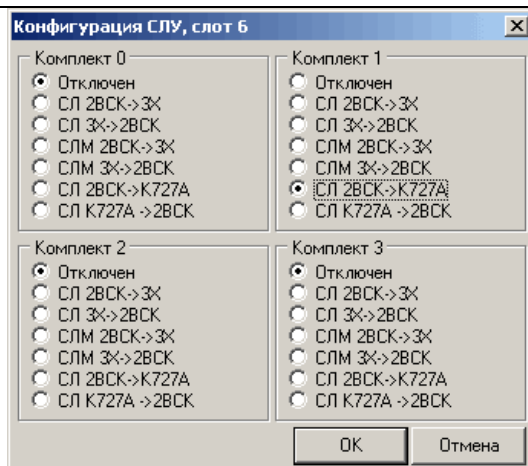 Конфигурация СЛУ, слот 6
Комплект 0
Отключен
СЛ 2ВСК->3Х
СЛ 3Х->2ВСК
СЛМ 2ВСК->3Х
СЛМ 3Х->2ВСК
СЛ 2ВСК->К727А
СЛ К727А ->2ВСК
Комплект 1
Отключен
СЛ 2ВСК->3Х
СЛ 3Х->2ВСК
СЛМ 2ВСК->3Х
СЛМ 3Х->2ВСК
СЛ 2ВСК->К727А
СЛ К727А ->2ВСК
Комплект 2
Отключен
СЛ 2ВСК->3Х
СЛ 3Х->2ВСК
СЛМ 2ВСК->3Х
СЛМ 3Х->2ВСК
СЛ 2ВСК->К727А
СЛ К727А ->2ВСК
Комплект 3
Отключен
СЛ 2ВСК->3Х
СЛ 3Х->2ВСК
СЛМ 2ВСК->3Х
СЛМ 3Х->2ВСК
СЛ 2ВСК->К727А
СЛ К727А ->2ВСК
OK
Отмена